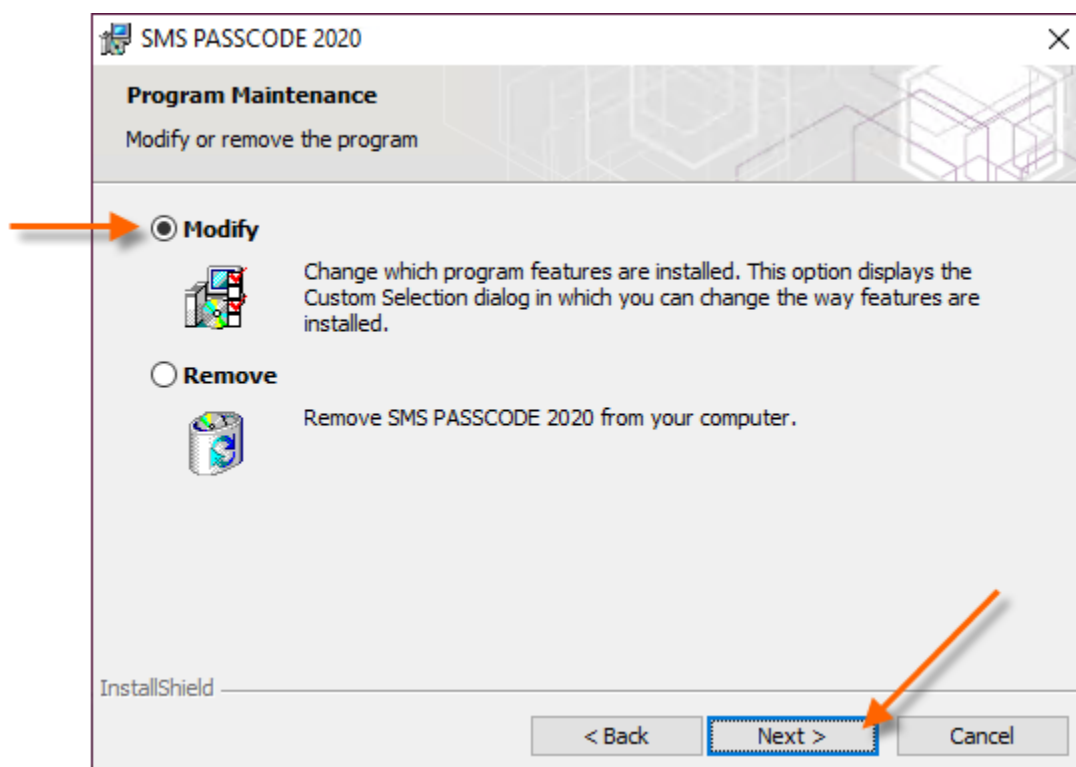 SMS PASSCODE 2020
Program Maintenance
Modify or remove the program
Modify
Change which program features are installed. This option displays the
Custom Selection dialog in which you can change the way features are
installed.
Remove
Remove SMS PASSCODE 2020 from your computer.
InstallShield
< Back Next > Cancel